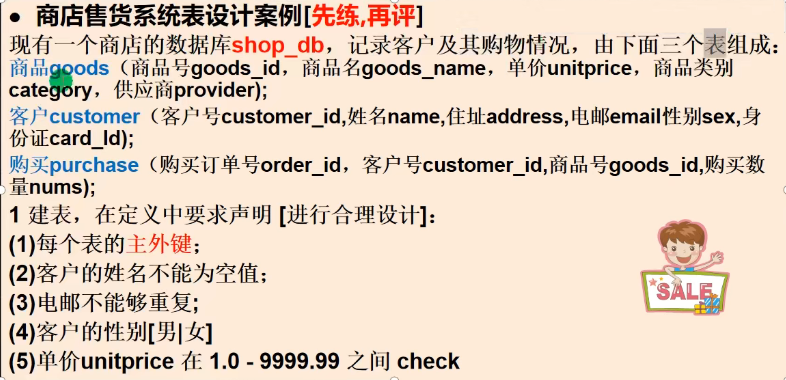 ● 商店售货系统表设计案例[先练,再评]
现有一个商店的数据库shop_db，记录客户及其购物情况，由下面三个表组成：
商品goods（商品号goods_id，商品名goods_name，单价unitprice，商品类别
category，供应商provider);
客户customer（客户号customer_id,姓名name,住址address,电邮email性别sex,身
份证card_Id);
购买purchase（购买订单号order_id，客户号customer_id,商品号goods_id,购买数
量nums);
1 建表，在定义中要求声明 [进行合理设计]：
(1)每个表的主外键；
(2)客户的姓名不能为空值；
(3)电邮不能够重复;
(4)客户的性别[男|女]
(5)单价unitprice 在 1.0 - 9999.99 之间 check
SALE